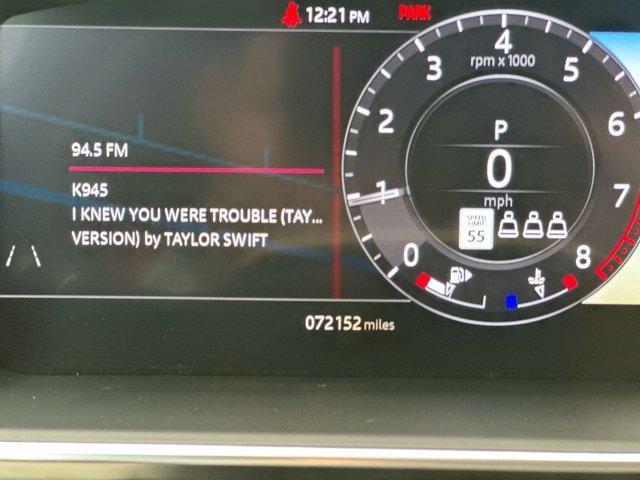 12:21 PM PARK
94.5 FM
K945
I KNEW YOU WERE TROUBLE (TAY...
VERSION) by TAYLOR SWIFT
0 1 2 3 4 5 6 7 8
rpm x 1000
P
0
mph
SPEED
LIMIT
55
072152 miles